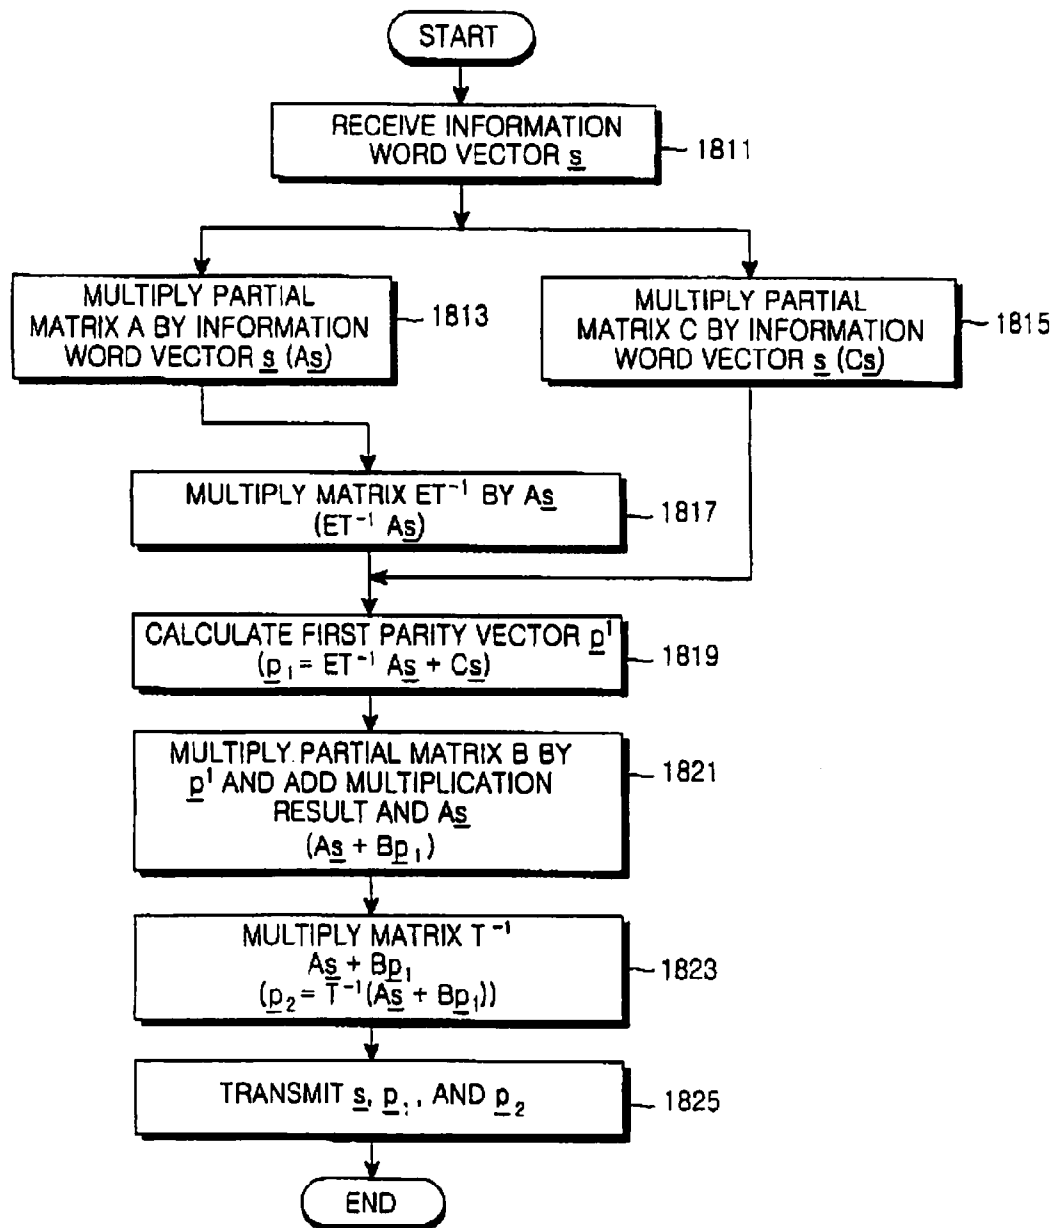 START
RECEIVE INFORMATION
WORD VECTOR s
1811
MULTIPLY PARTIAL
MATRIX A BY INFORMATION
WORD VECTOR s (As)
1813
MULTIPLY PARTIAL
MATRIX C BY INFORMATION
WORD VECTOR s (Cs)
1815
MULTIPLY MATRIX ET⁻¹ BY As
(ET⁻¹ As)
1817
CALCULATE FIRST PARITY VECTOR p¹
(p₁ = ET⁻¹ As + Cs)
1819
MULTIPLY PARTIAL MATRIX B BY
p¹ AND ADD MULTIPLICATION
RESULT AND As
(As + Bp₁)
1821
MULTIPLY MATRIX T⁻¹
As + Bp₁
(p₂ = T⁻¹(As + Bp₁))
1823
TRANSMIT s, p₁, AND p₂
1825
END